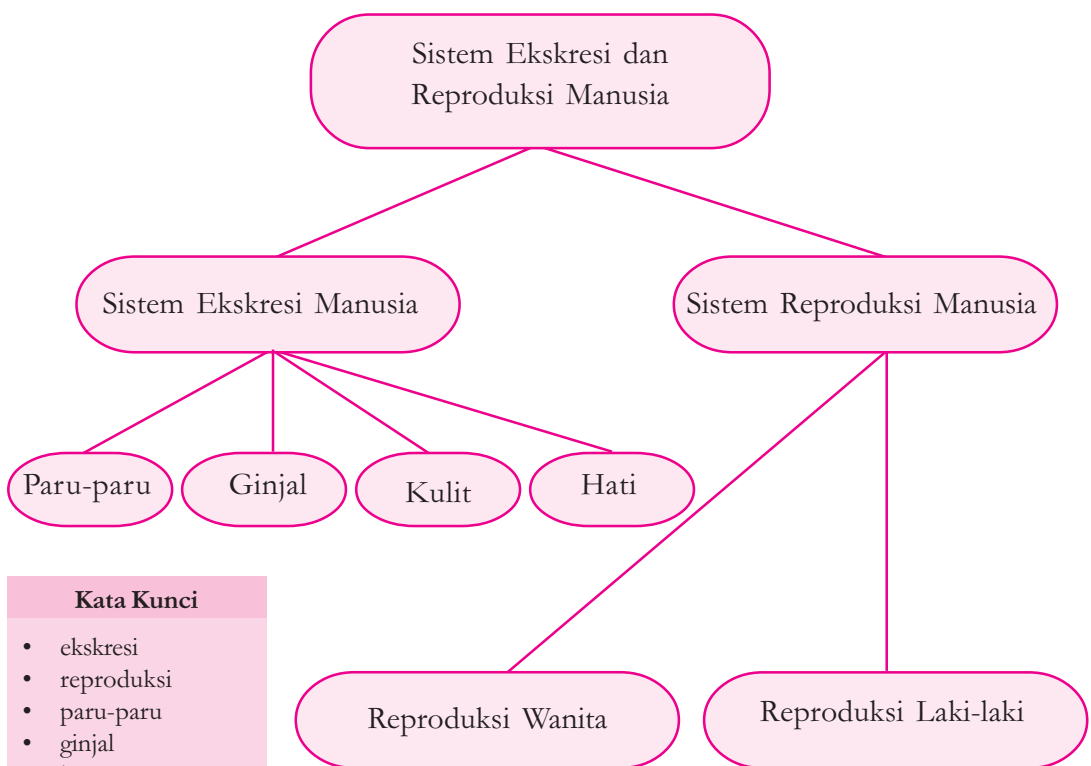 Sistem Ekskresi dan
Reproduksi Manusia
Sistem Ekskresi Manusia
Sistem Reproduksi Manusia
Paru-paru
Ginjal
Kulit
Hati
Kata Kunci
• ekskresi
• reproduksi
• paru-paru
• ginjal
Reproduksi Wanita
Reproduksi Laki-laki